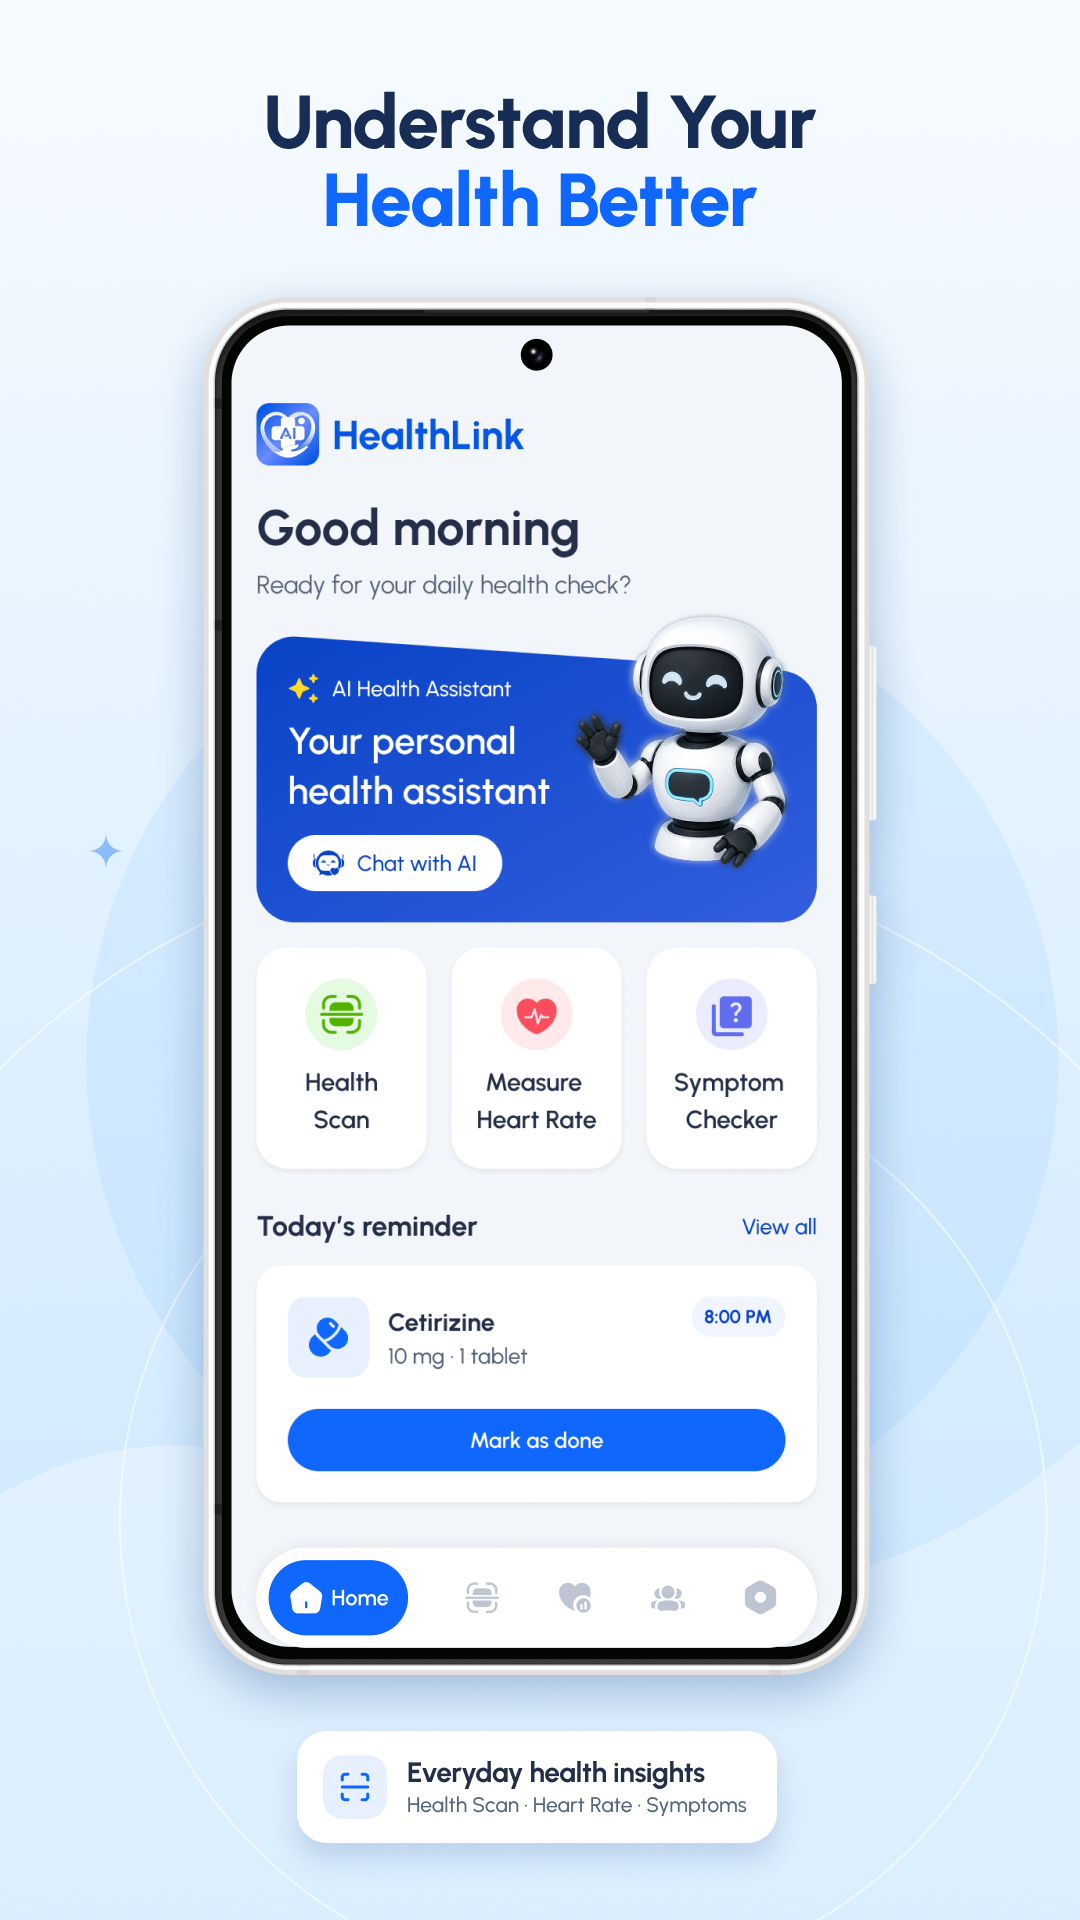 Understand Your
Health Better
AI
HealthLink
Good morning
Ready for your daily health check?
AI Health Assistant
Your personal
health assistant
Chat with AI
Health
Scan
Measure
Heart Rate
?
Symptom
Checker
Today's reminder
View all
Cetirizine
8:00 PM
10 mg · 1 tablet
Mark as done
Home
Everyday health insights
Health Scan · Heart Rate · Symptoms